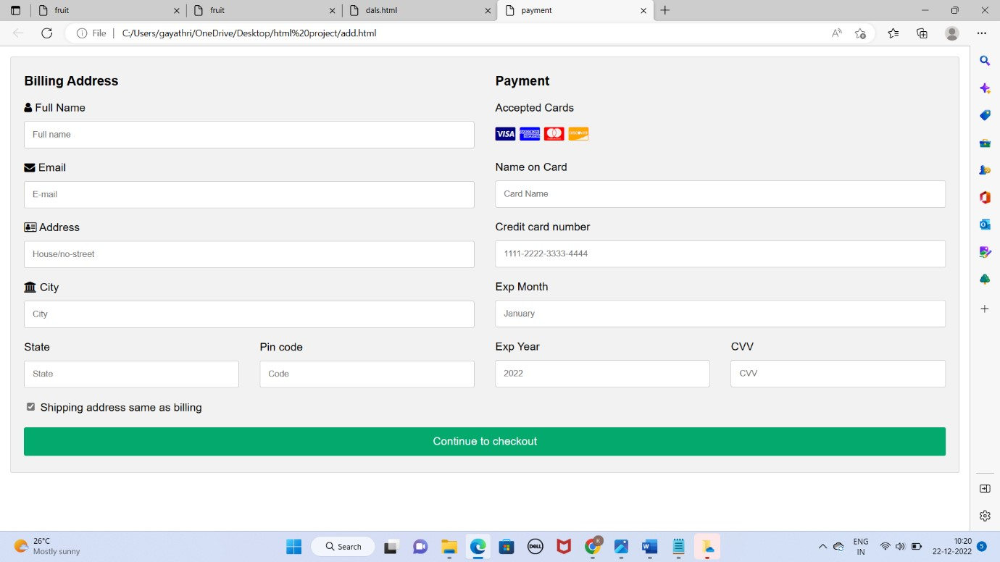 fruit
fruit
dals.html
payment
File
C:/Users/gayathri/OneDrive/Desktop/html%20project/add.html
Billing Address
Full Name
Full name
Email
E-mail
Address
House/no-street
City
City
State
Pin code
State
Code
Shipping address same as billing
Payment
Accepted Cards
VISA
DISCOVER
Name on Card
Card Name
Credit card number
1111-2222-3333-4444
Exp Month
January
Exp Year
CVV
2022
CVV
Continue to checkout
26°C
Mostly sunny
Search
DELL
K
W
ENG
IN
10:20
22-12-2022
5